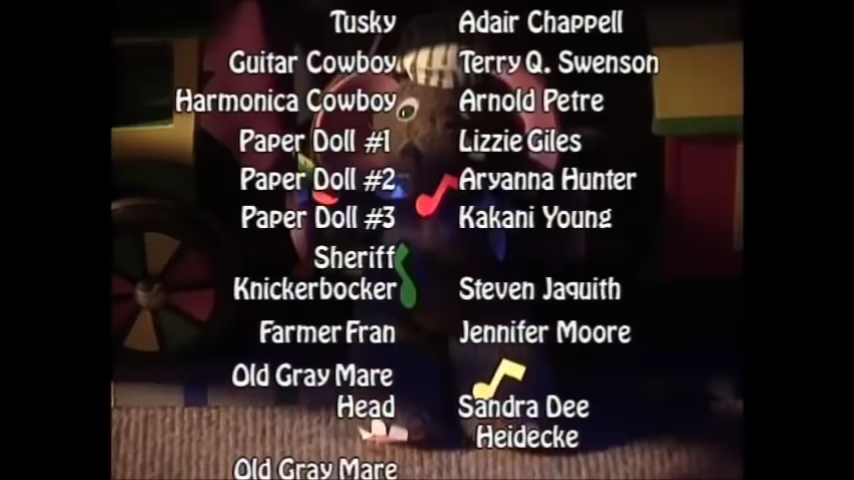 Tusky Adair Chappell
Guitar Cowboy Terry Q. Swenson
Harmonica Cowboy Arnold Petre
Paper Doll #1 Lizzie Giles
Paper Doll #2 Aryanna Hunter
Paper Doll #3 Kakani Young
Sheriff
Knickerbocker Steven Jaquith
Farmer Fran Jennifer Moore
Old Gray Mare
Head Sandra Dee
Heidecke
Old Gray Mare